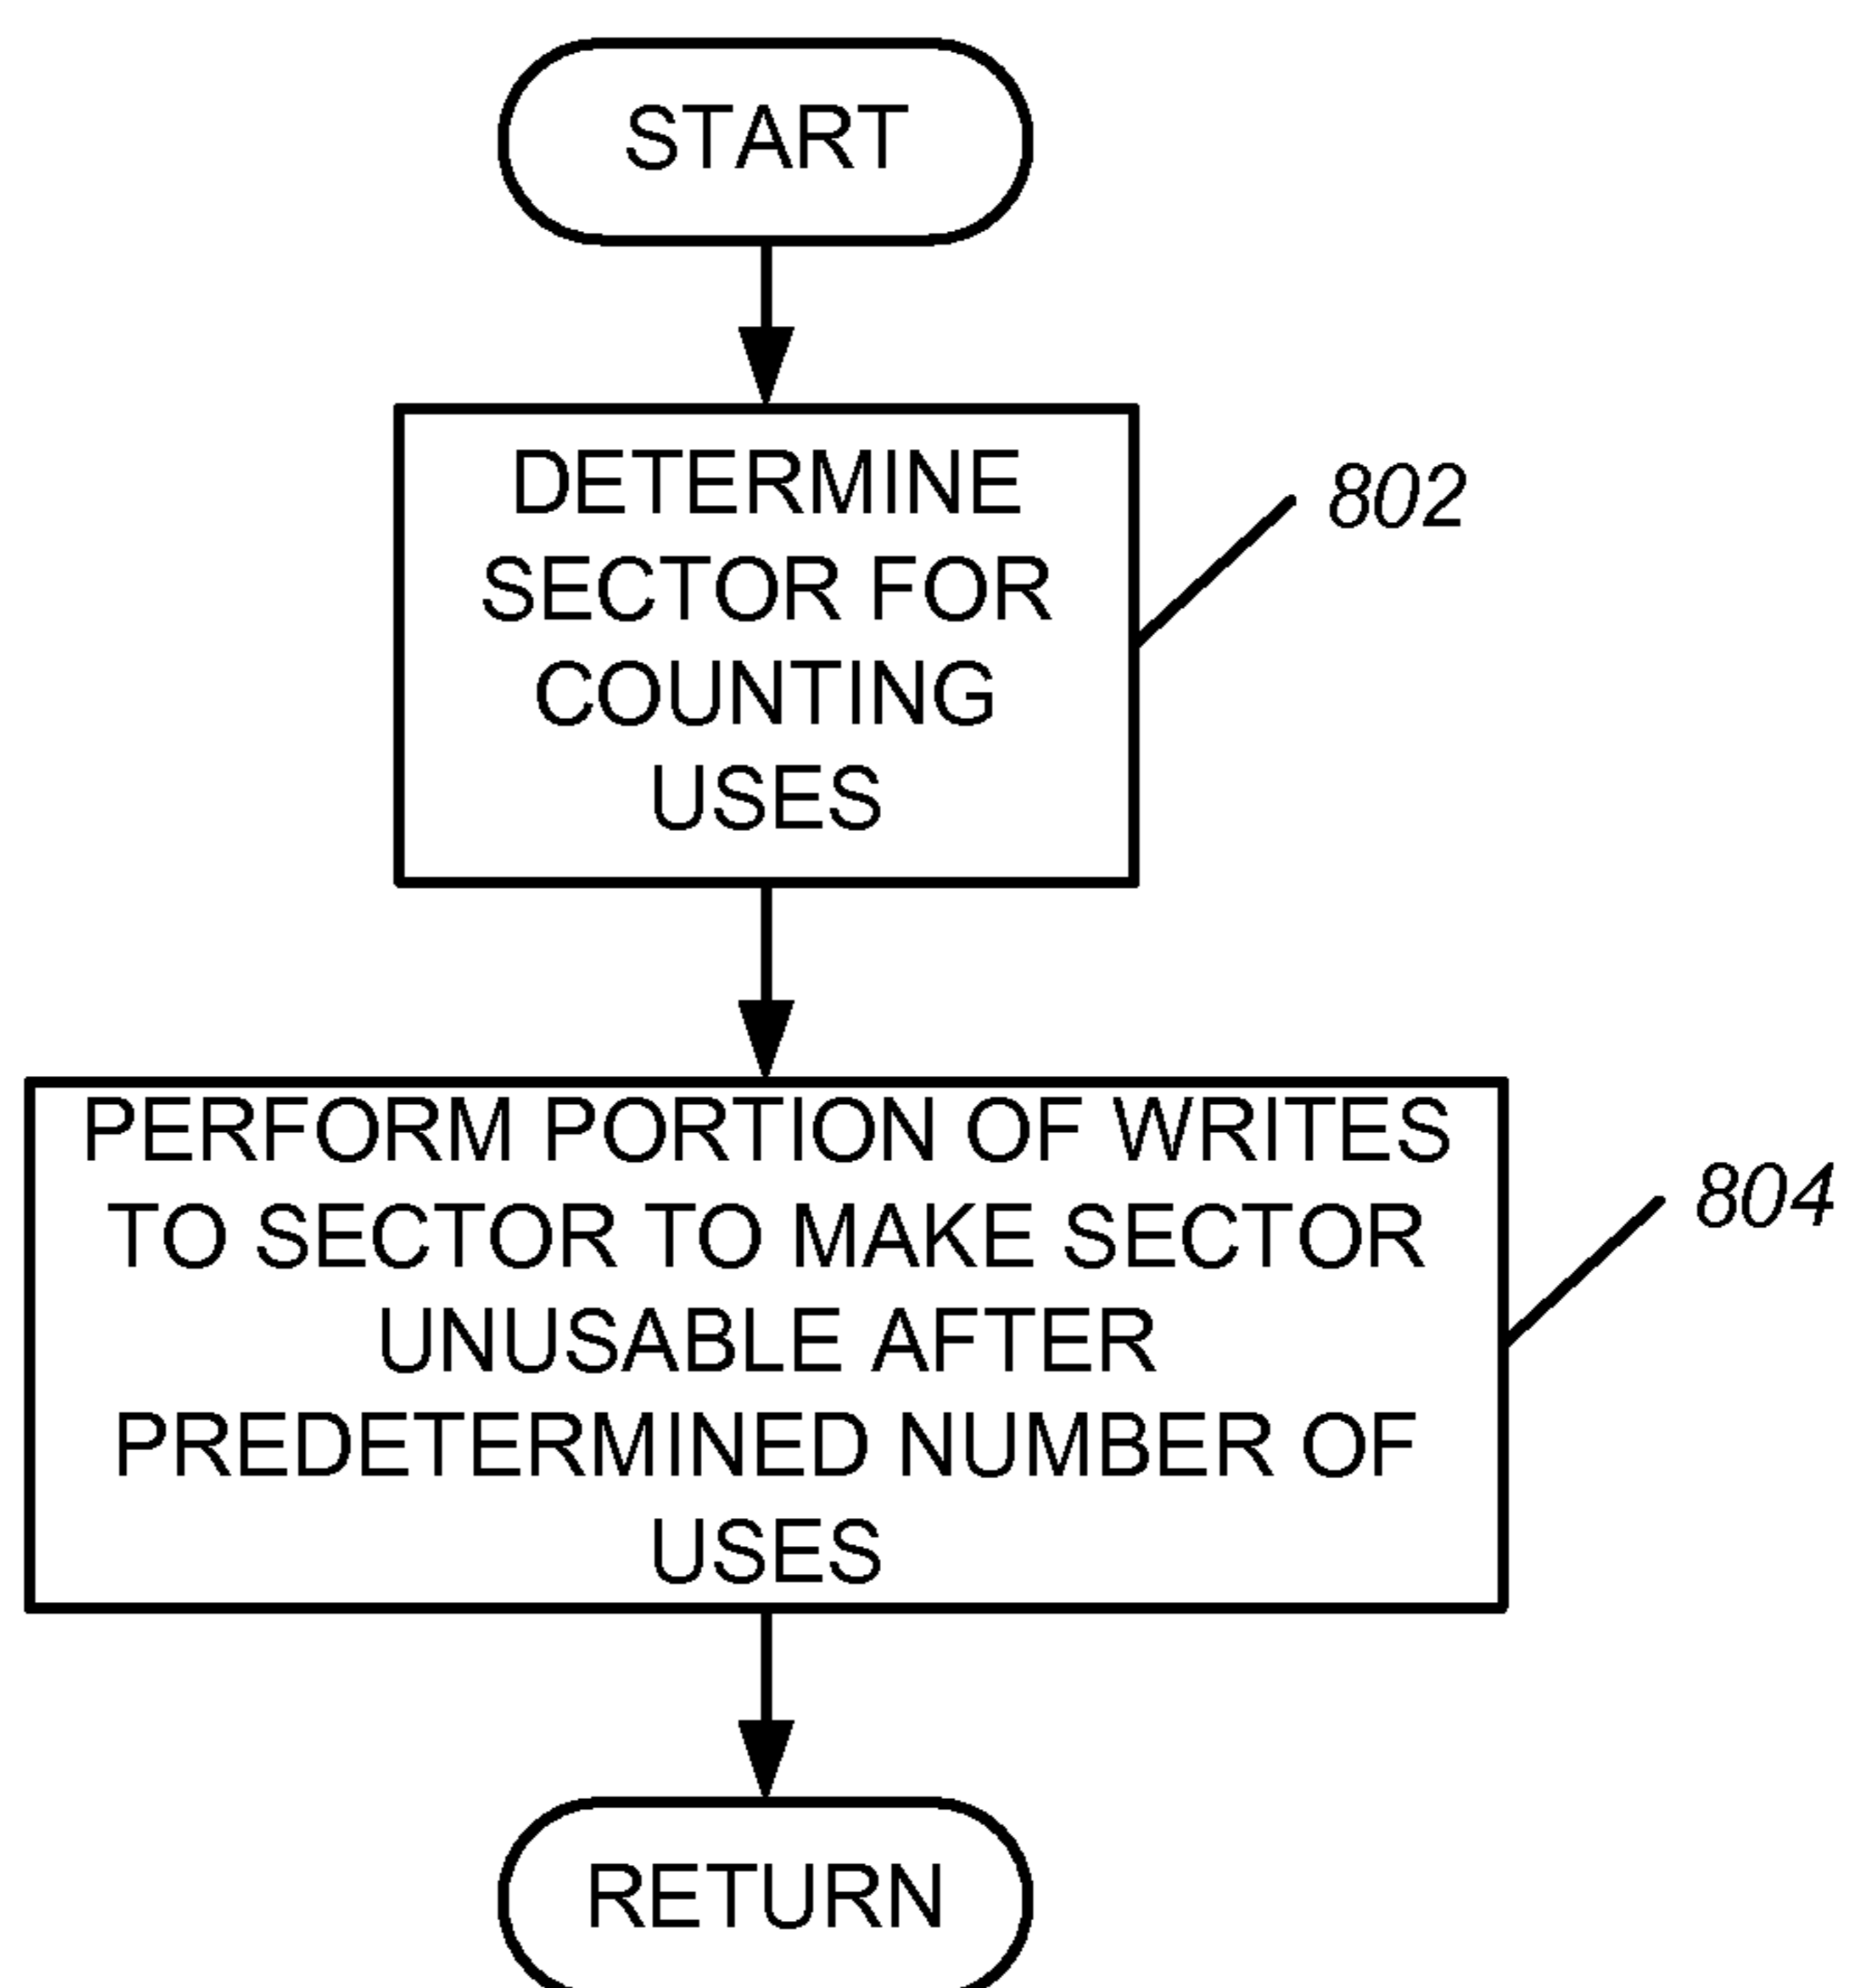 START
DETERMINE
SECTOR FOR
COUNTING
USES
802
PERFORM PORTION OF WRITES
TO SECTOR TO MAKE SECTOR
UNUSABLE AFTER
PREDETERMINED NUMBER OF
USES
804
RETURN